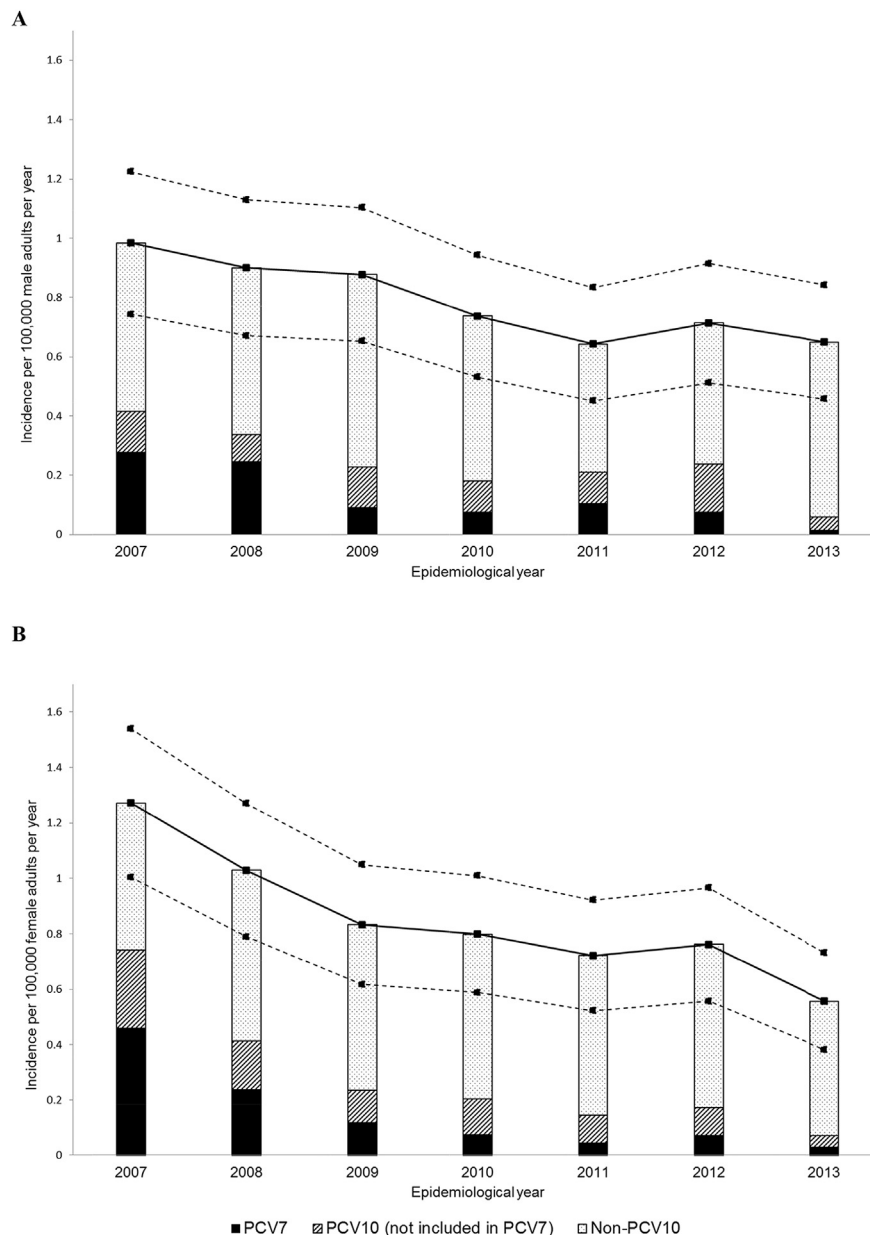 A
Incidence per 100,000 male adults per year
1.6
1.4
1.2
1
0.8
0.6
0.4
0.2
0
2007 2008 2009 2010 2011 2012 2013
Epidemiological year
B
Incidence per 100,000 female adults per year
1.6
1.4
1.2
1
0.8
0.6
0.4
0.2
0
2007 2008 2009 2010 2011 2012 2013
Epidemiological year
PCV7 PCV10 (not included in PCV7) Non-PCV10